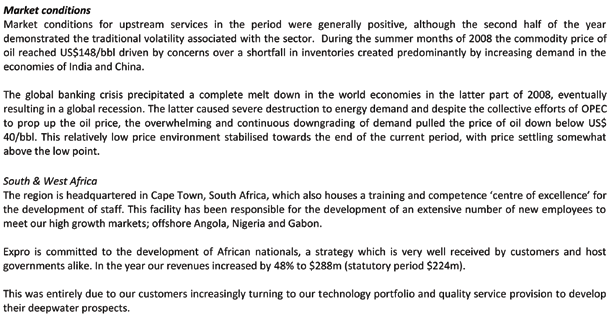 Market conditions
Market conditions for upstream services in the period were generally positive, although the second half of the year
demonstrated the traditional volatility associated with the sector. During the summer months of 2008 the commodity price of
oil reached US$148/bbl driven by concerns over a shortfall in inventories created predominantly by increasing demand in the
economies of India and China.
The global banking crisis precipitated a complete melt down in the world economies in the latter part of 2008, eventually
resulting in a global recession. The latter caused severe destruction to energy demand and despite the collective efforts of OPEC
to prop up the oil price, the overwhelming and continuous downgrading of demand pulled the price of oil down below US$
40/bbl. This relatively low price environment stabilised towards the end of the current period, with price settling somewhat
above the low point.
South & West Africa
The region is headquartered in Cape Town, South Africa, which also houses a training and competence ‘centre of excellence’ for
the development of staff. This facility has been responsible for the development of an extensive number of new employees to
meet our high growth markets; offshore Angola, Nigeria and Gabon.
Expro is committed to the development of African nationals, a strategy which is very well received by customers and host
governments alike. In the year our revenues increased by 48% to $288m (statutory period $224m).
This was entirely due to our customers increasingly turning to our technology portfolio and quality service provision to develop
their deepwater prospects.